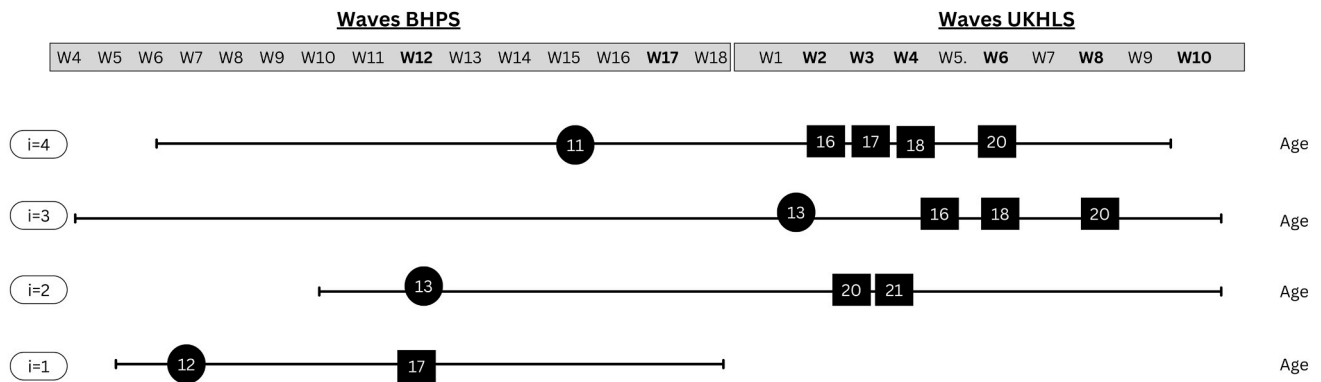 Waves BHPS Waves UKHLS
W4 W5 W6 W7 W8 W9 W10 W11 W12 W13 W14 W15 W16 W17 W18 W1 W2 W3 W4 W5. W6 W7 W8 W9 W10
i=4 11 16 17 18 20 Age
i=3 13 16 18 20 Age
i=2 13 20 21 Age
i=1 12 17 Age